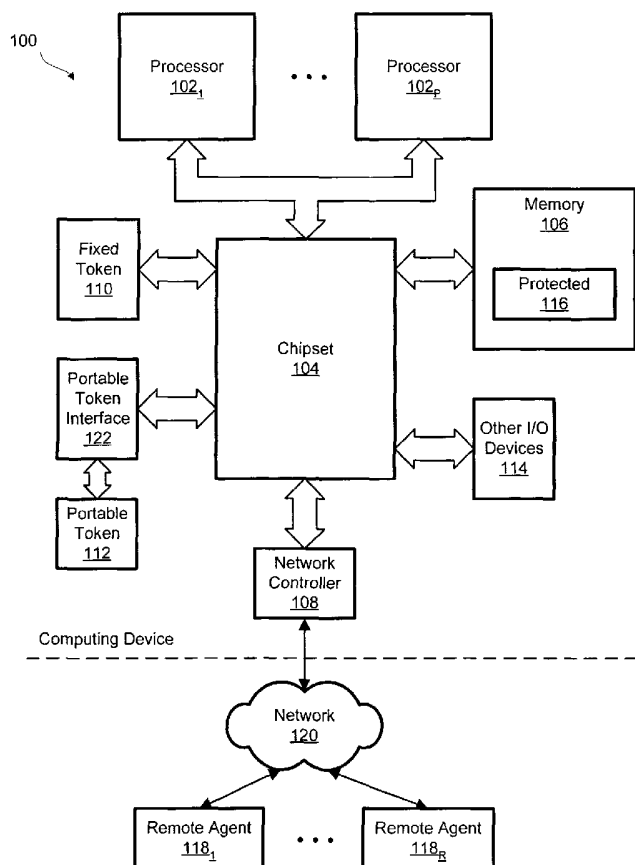 100
Processor
102₁
• • •
Processor
102P
Fixed
Token
110
Memory
106
Protected
116
Chipset
104
Portable
Token
Interface
122
Other I/O
Devices
114
Portable
Token
112
Network
Controller
108
Computing Device
Network
120
Remote Agent
118₁
• • •
Remote Agent
118R